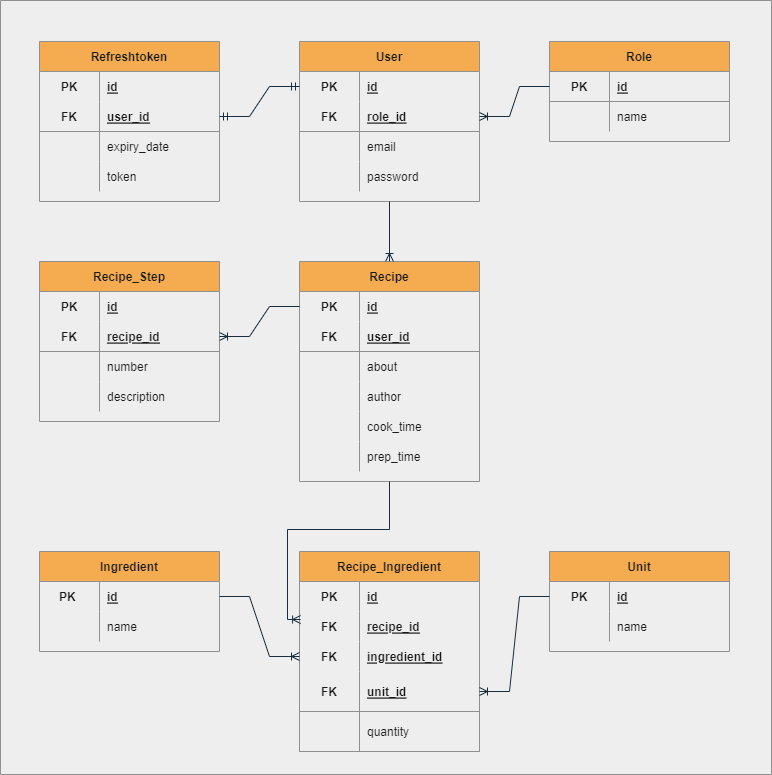 Refreshtoken
PK id
FK user_id
expiry_date
token
User
PK id
FK role_id
email
password
Role
PK id
name
Recipe_Step
PK id
FK recipe_id
number
description
Recipe
PK id
FK user_id
about
author
cook_time
prep_time
Ingredient
PK id
name
Recipe_Ingredient
PK id
FK recipe_id
FK ingredient_id
FK unit_id
quantity
Unit
PK id
name